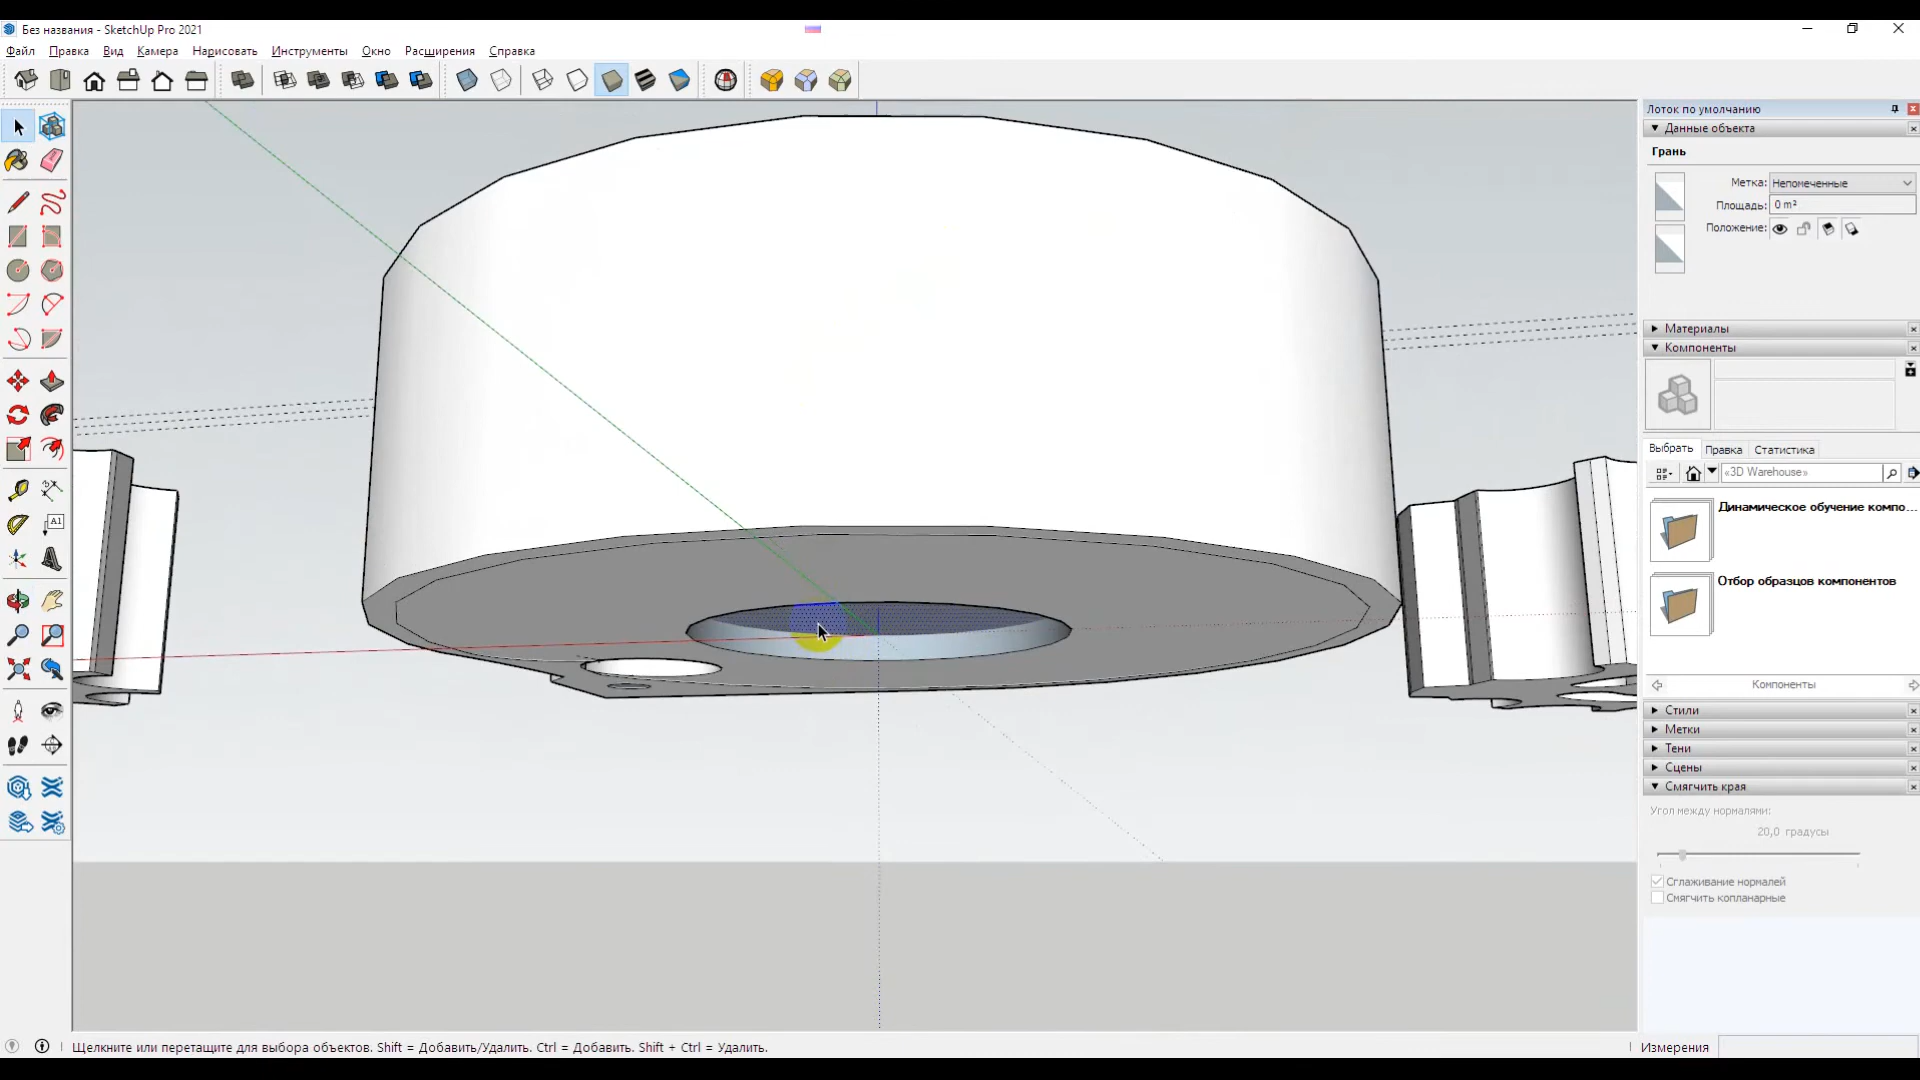 Без названия - SketchUp Pro 2021
Файл Правка Вид Камера Нарисовать Инструменты Окно Расширения Справка
Лоток по умолчанию
Данные объекта
Грань
Метка: Непомеченные
Площадь: 0 m²
Положение:
Материалы
Компоненты
Выбрать Правка Статистика
«3D Warehouse»
Динамическое обучение компо...
Отбор образцов компонентов
Компоненты
Стили
Метки
Тени
Сцены
Смягчить края
Угол между нормалями:
20,0 градусы
Сглаживание нормалей
Смягчить копланарные
A1
Щелкните или перетащите для выбора объектов. Shift = Добавить/Удалить. Ctrl = Добавить. Shift + Ctrl = Удалить.
Измерения